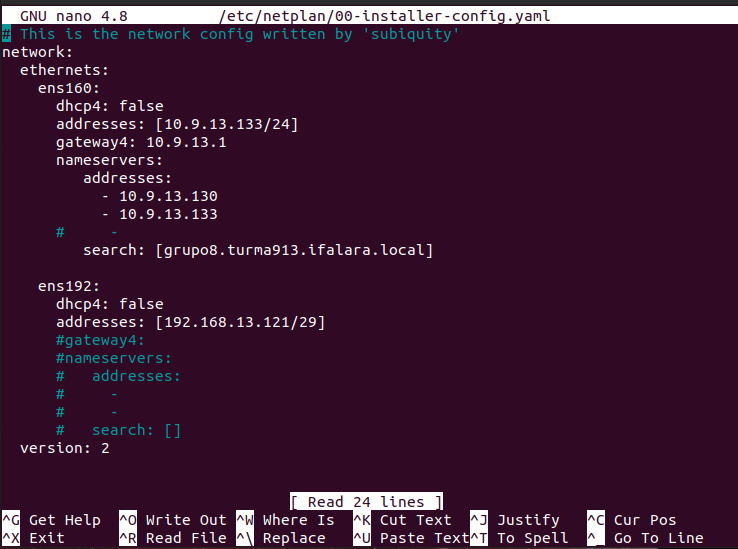 GNU nano 4.8 /etc/netplan/00-installer-config.yaml
# This is the network config written by 'subiquity'
network:
  ethernets:
    ens160:
      dhcp4: false
      addresses: [10.9.13.133/24]
      gateway4: 10.9.13.1
      nameservers:
         addresses:
           - 10.9.13.130
           - 10.9.13.133
      #     -
         search: [grupo8.turma913.ifalara.local]
    ens192:
      dhcp4: false
      addresses: [192.168.13.121/29]
      #gateway4:
      #nameservers:
      #   addresses:
      #     -
      #     -
      #   search: []
  version: 2
[ Read 24 lines ]
^G Get Help ^O Write Out ^W Where Is ^K Cut Text ^J Justify ^C Cur Pos
^X Exit ^R Read File ^\ Replace ^U Paste Text ^T To Spell ^_ Go To Line